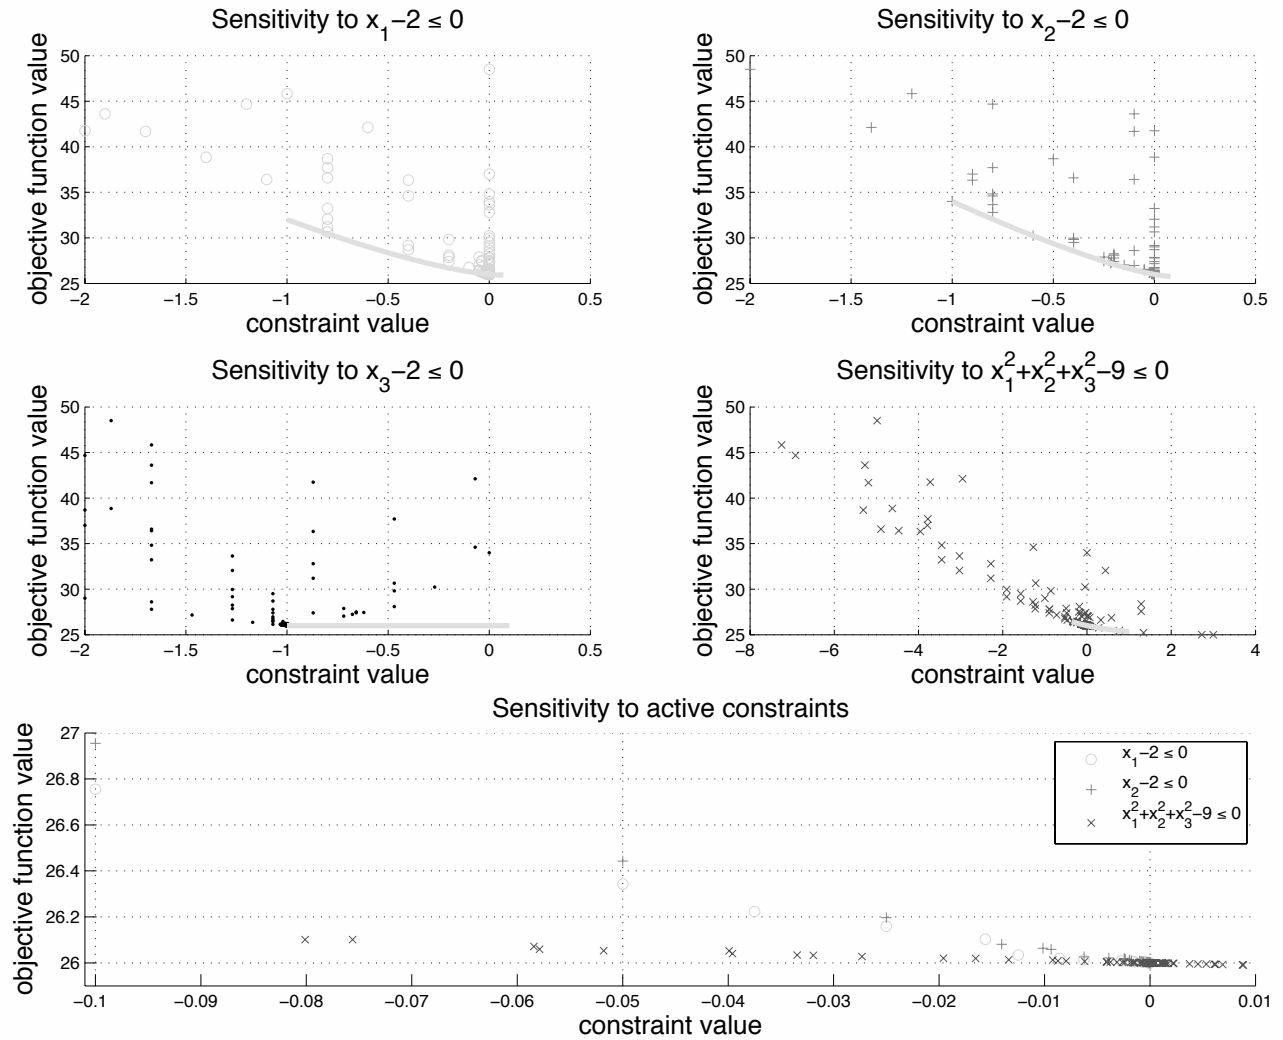 Sensitivity to x₁−2 ≤ 0
objective function value
50
45
40
35
30
25
−2 −1.5 −1 −0.5 0 0.5
constraint value
Sensitivity to x₂−2 ≤ 0
objective function value
50
45
40
35
30
25
−2 −1.5 −1 −0.5 0 0.5
constraint value
Sensitivity to x₃−2 ≤ 0
objective function value
50
45
40
35
30
25
−2 −1.5 −1 −0.5 0 0.5
constraint value
Sensitivity to x₁²+x₂²+x₃²−9 ≤ 0
objective function value
50
45
40
35
30
25
−8 −6 −4 −2 0 2 4
constraint value
Sensitivity to active constraints
objective function value
27
26.8
26.6
26.4
26.2
26
−0.1 −0.09 −0.08 −0.07 −0.06 −0.05 −0.04 −0.03 −0.02 −0.01 0 0.01
constraint value
x₁−2 ≤ 0
x₂−2 ≤ 0
x₁²+x₂²+x₃²−9 ≤ 0